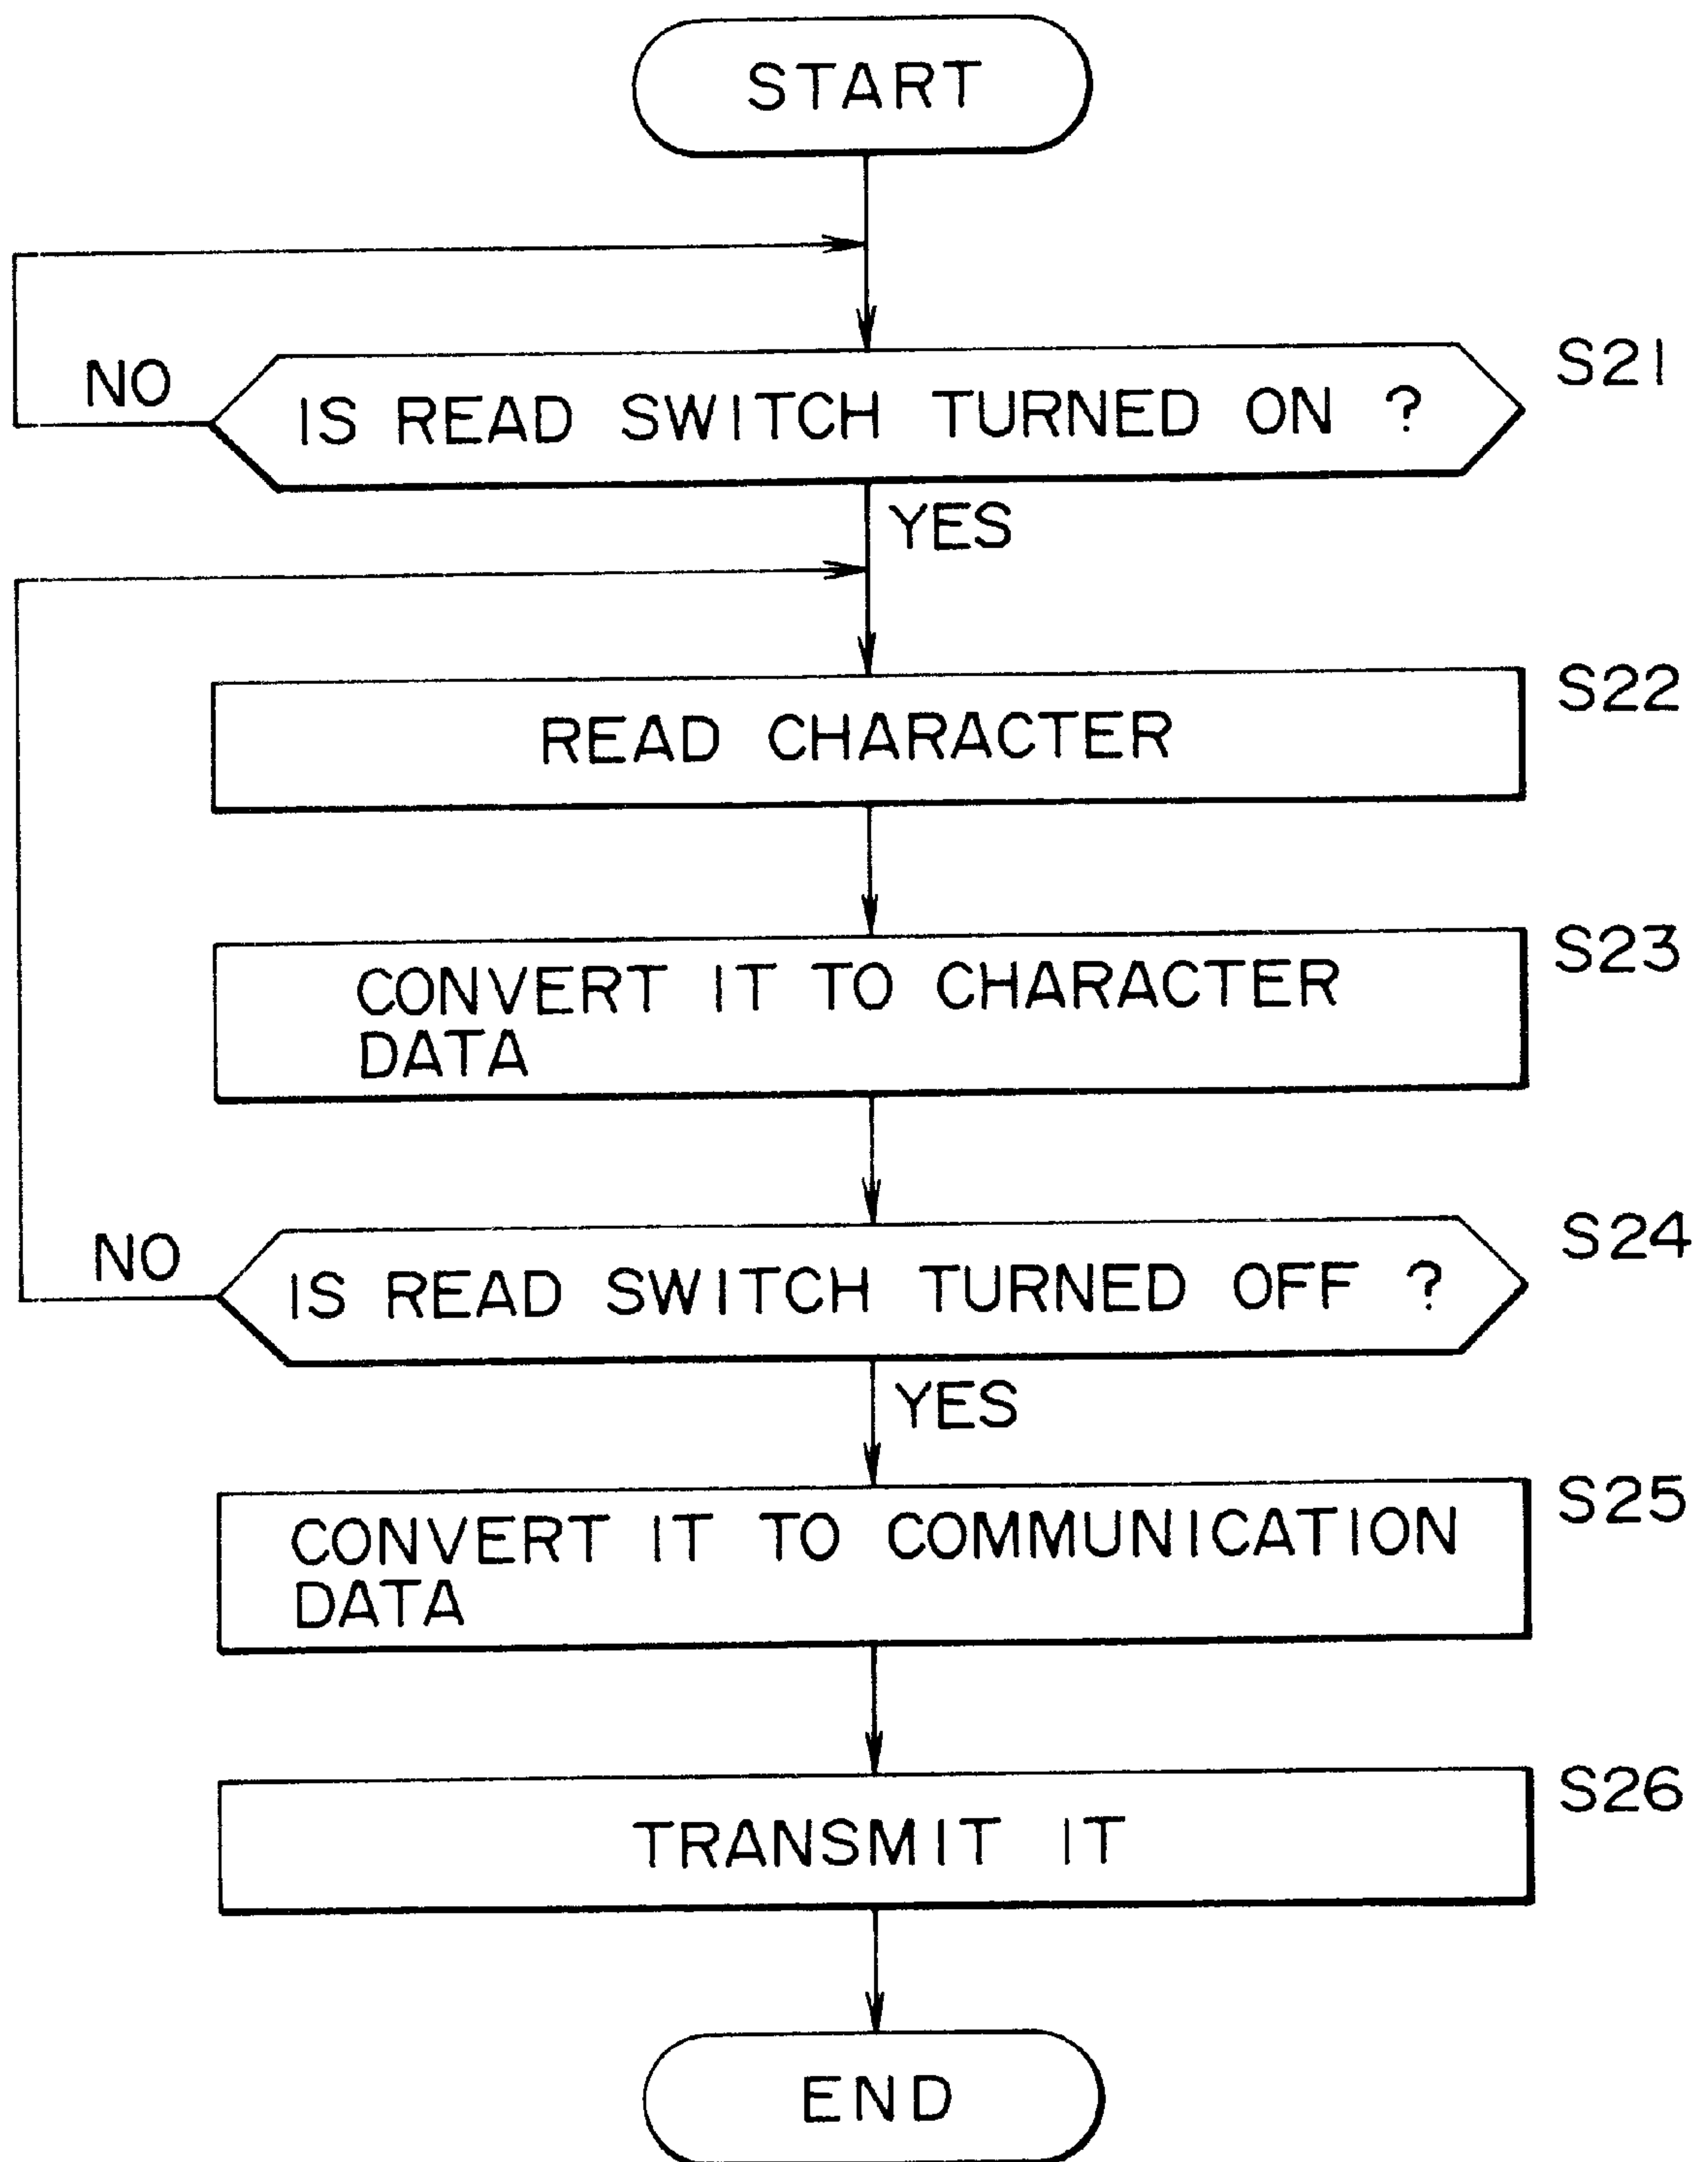 START
S21
NO
IS READ SWITCH TURNED ON ?
YES
S22
READ CHARACTER
S23
CONVERT IT TO CHARACTER
DATA
S24
NO
IS READ SWITCH TURNED OFF ?
YES
S25
CONVERT IT TO COMMUNICATION
DATA
S26
TRANSMIT IT
END